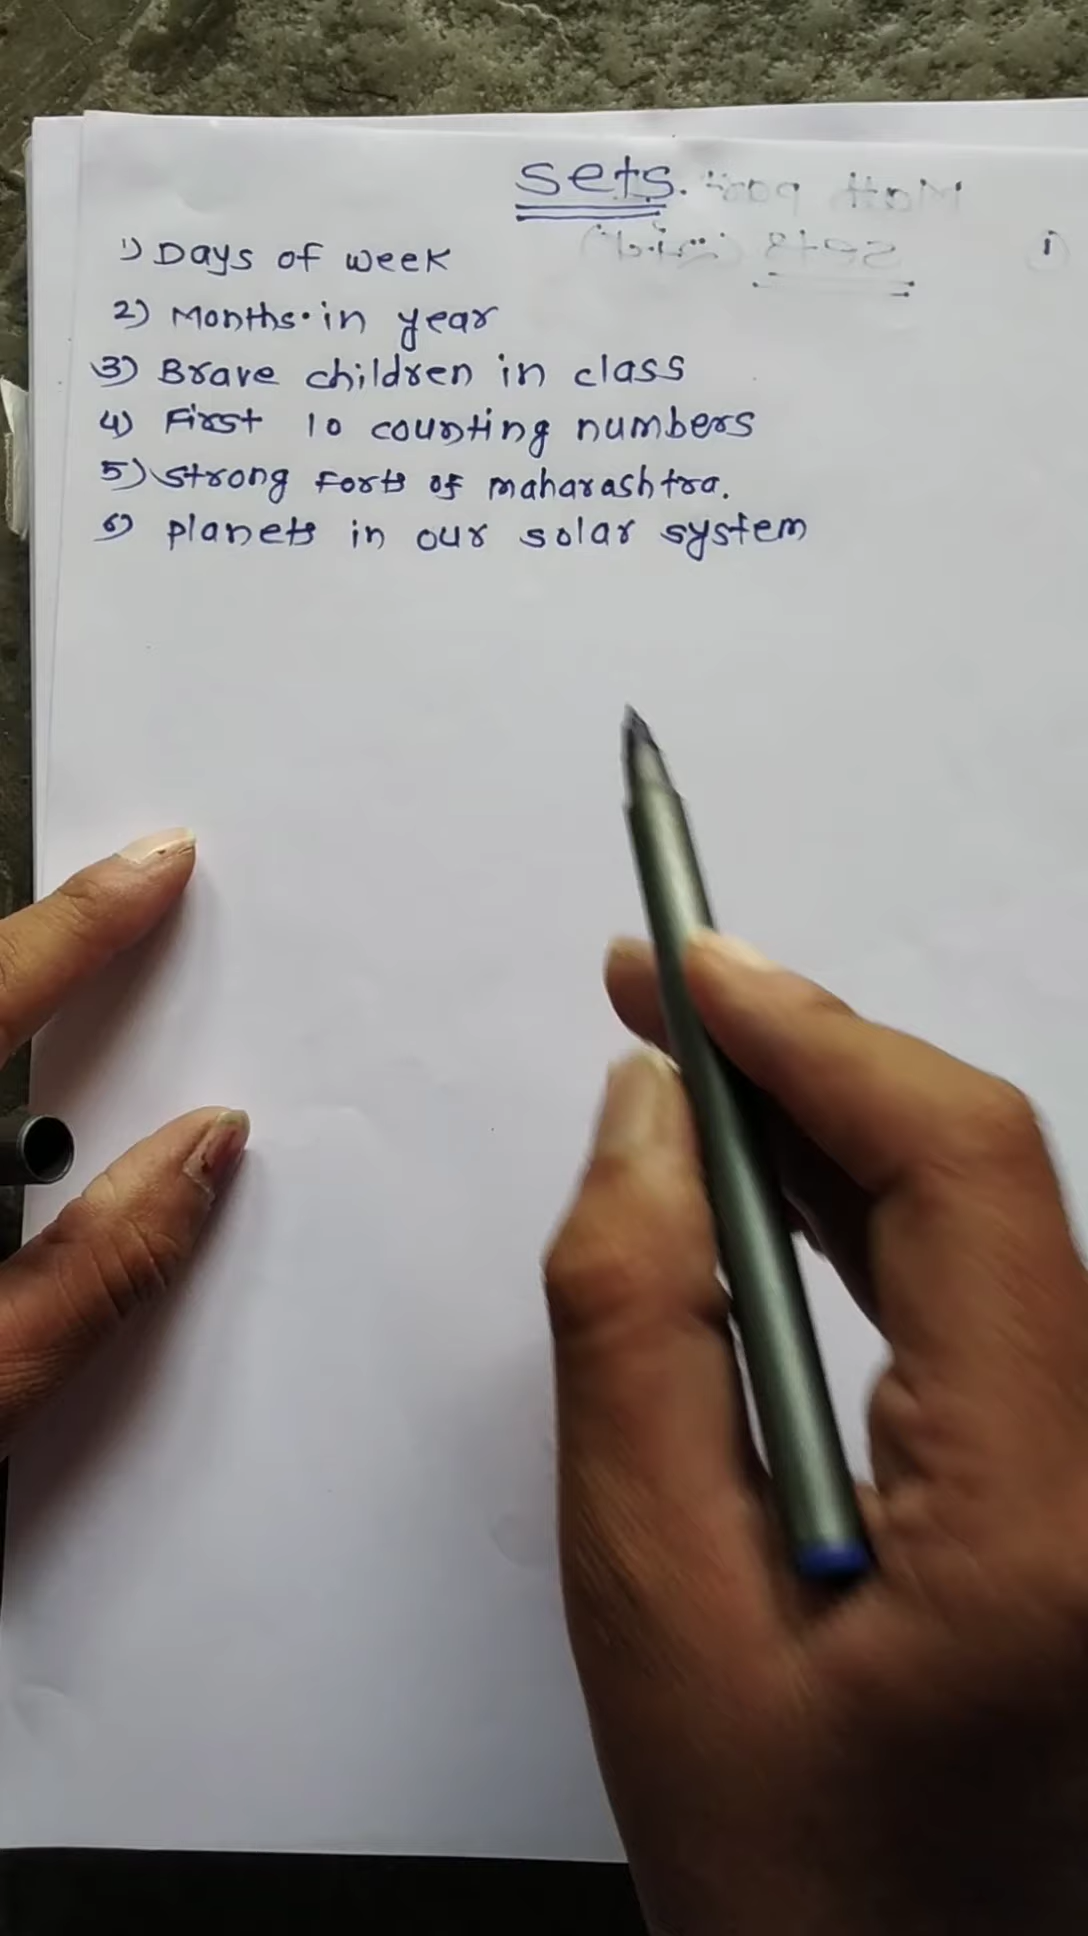 sets.
1) Days of week
2) Months. in year
3) Brave children in class
4) First 10 counting numbers
5) strong forts of maharashtra.
6) planets in our solar system